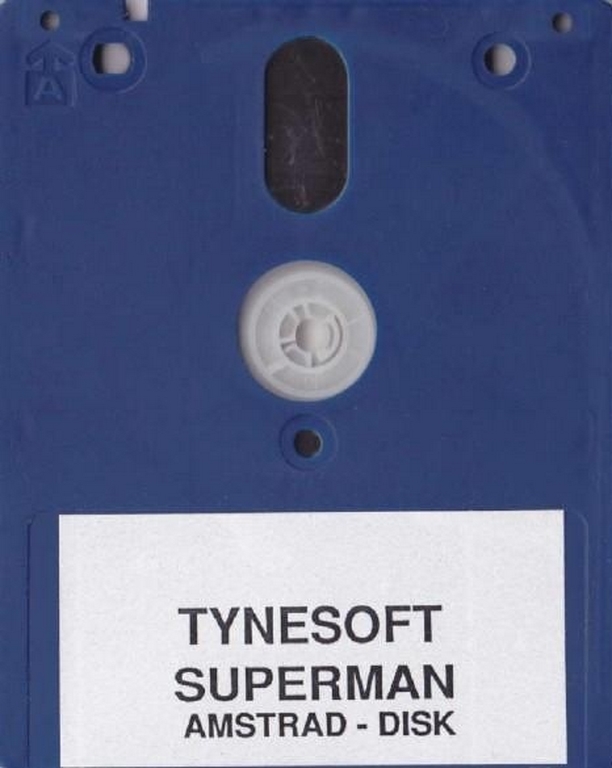 A
TYNESOFT
SUPERMAN
AMSTRAD - DISK